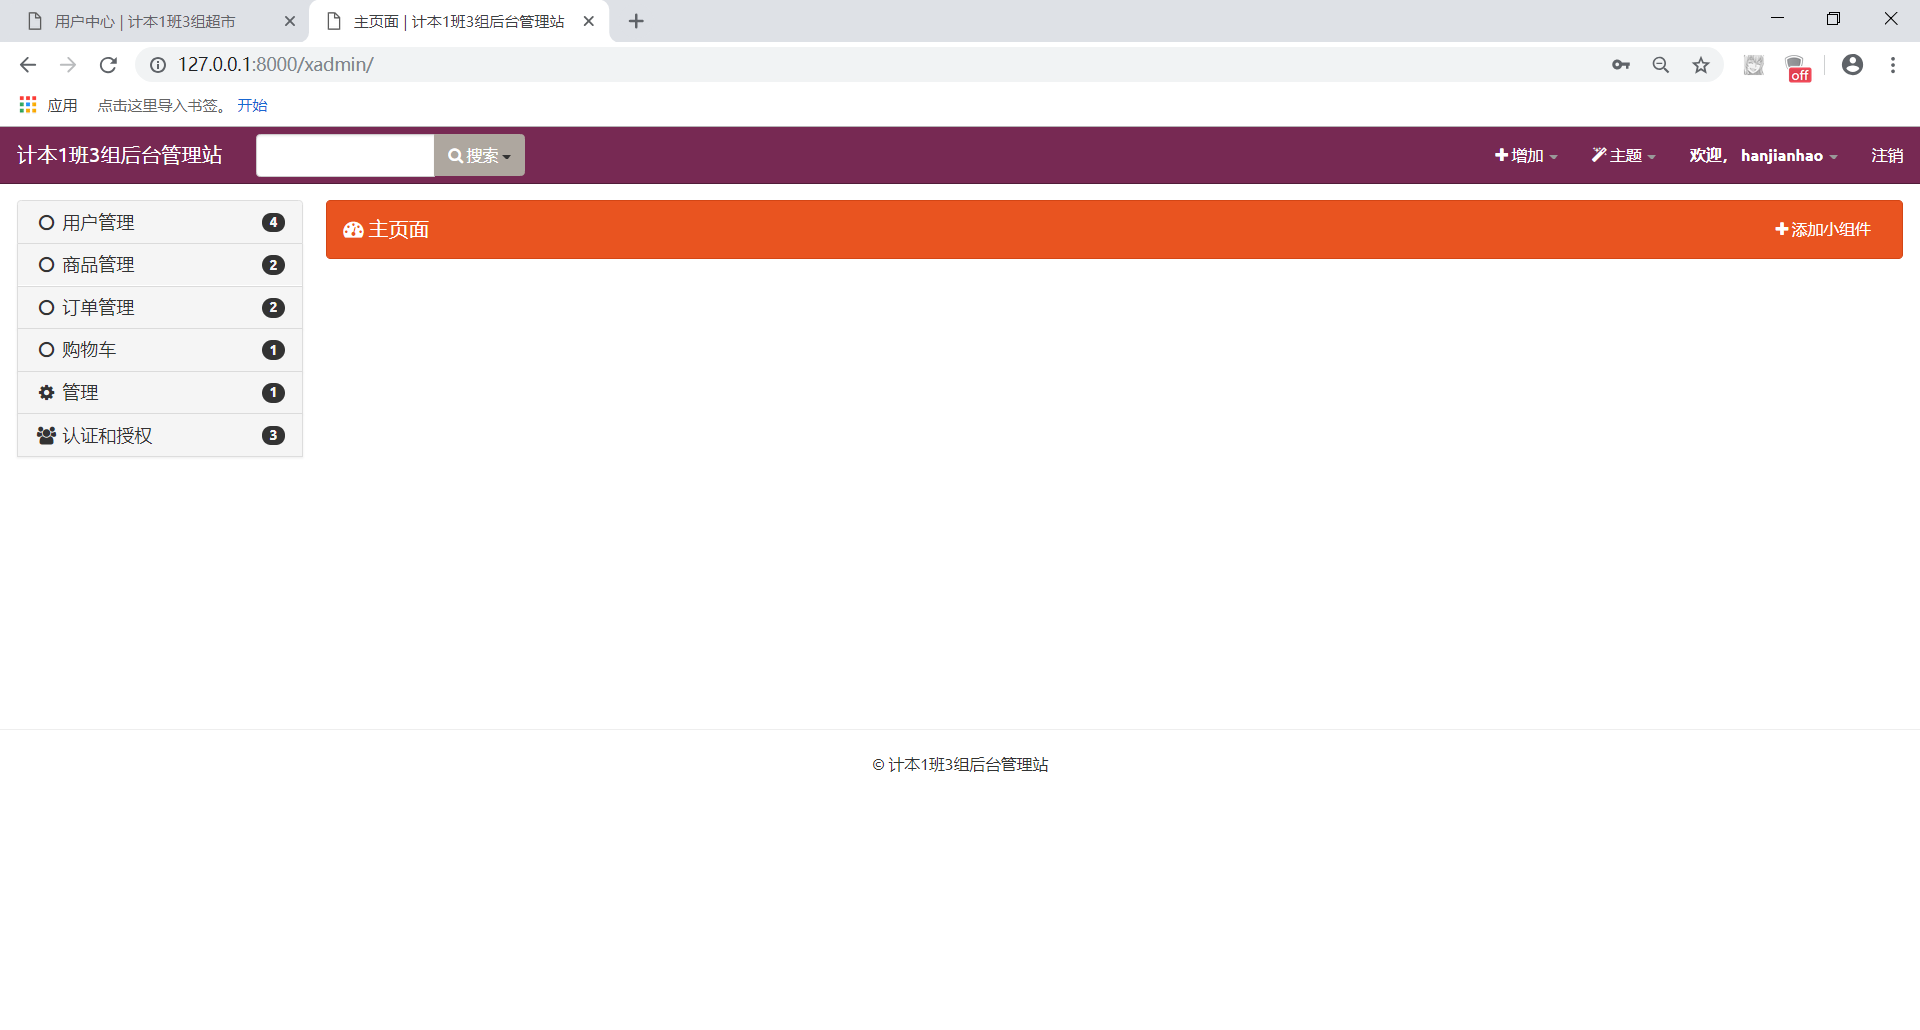 用户中心 | 计本1班3组超市
主页面 | 计本1班3组后台管理站
127.0.0.1:8000/xadmin/
off
应用 点击这里导入书签。 开始
计本1班3组后台管理站 搜索 增加 主题 欢迎， hanjianhao 注销
用户管理 4
商品管理 2
订单管理 2
购物车 1
管理 1
认证和授权 3
主页面 添加小组件
© 计本1班3组后台管理站